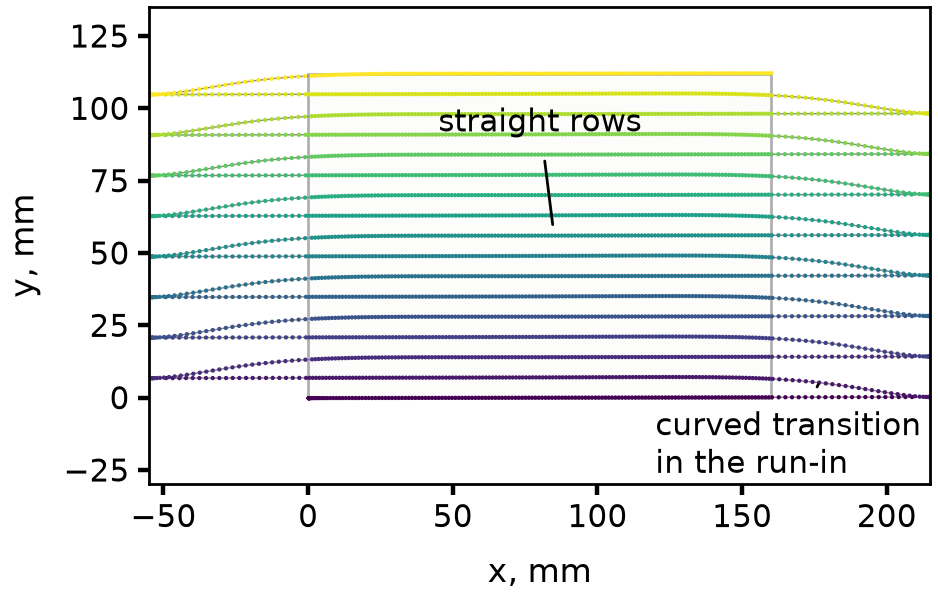 125
100
75
50
25
0
−25
straight rows
curved transition
in the run-in
−50 0 50 100 150 200
x, mm
y, mm